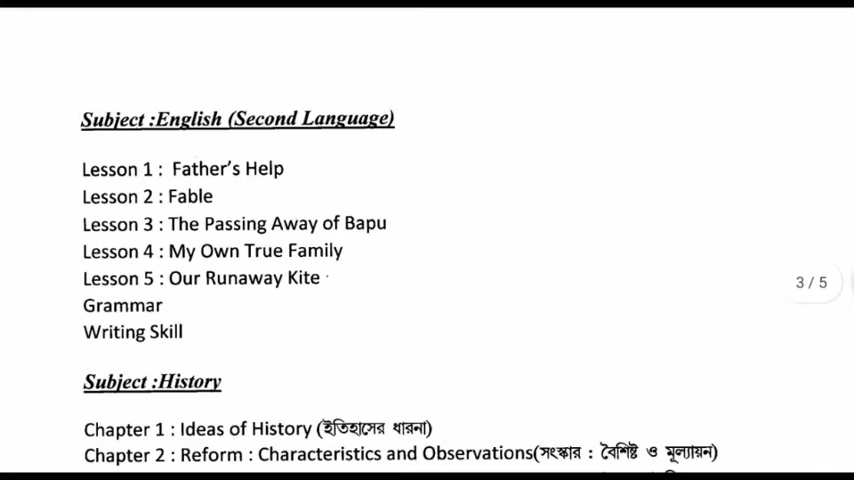 Subject :English (Second Language)
Lesson 1 : Father's Help
Lesson 2 : Fable
Lesson 3 : The Passing Away of Bapu
Lesson 4 : My Own True Family
Lesson 5 : Our Runaway Kite
3 / 5
Grammar
Writing Skill
Subject :History
Chapter 1 : Ideas of History (ইতিহাসের ধারনা)
Chapter 2 : Reform : Characteristics and Observations(সংস্কার : বৈশিষ্ট ও মূল্যায়ন)